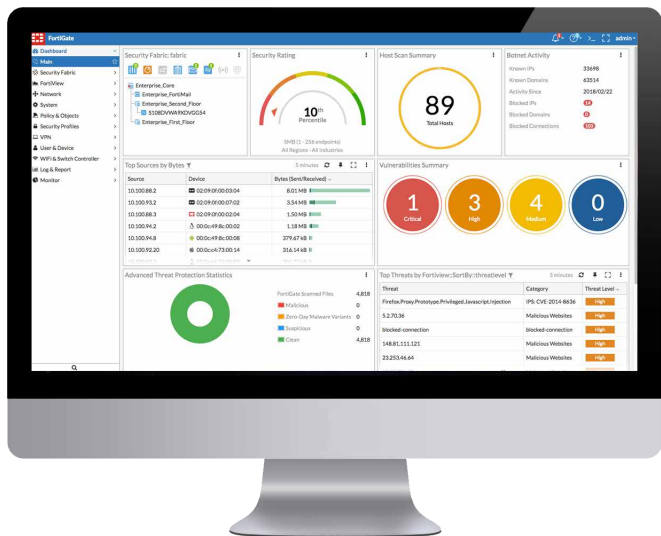 FortiGate
admin
Dashboard
Main
Security Fabric
FortiView
Network
System
Policy & Objects
Security Profiles
VPN
User & Device
WiFi & Switch Controller
Log & Report
Monitor
Security Fabric: fabric
Enterprise_Core
Enterprise_FortiMail
Enterprise_Second_Floor
Enterprise_First_Floor
Security Rating
10th
Percentile
SMB (1 - 256 endpoints)
All Regions - All Industries
Host Scan Summary
89
Total Hosts
Botnet Activity
Known IPs 33698
Known Domains 63514
Activity Since 2018/02/22
Blocked IPs 14
Blocked Domains 0
Blocked Connections 103
Top Sources by Bytes 5 minutes
Source Device Bytes (Sent/Received)
10.100.88.2 02:09:0f:00:03:04 8.01 MB
10.100.93.2 02:09:0f:00:07:02 3.54 MB
10.100.88.3 02:09:0f:00:02:04 1.50 MB
10.100.94.2 00:0c:49:8c:00:02 1.18 MB
10.100.94.8 00:0c:49:8c:00:08 379.67 kB
10.100.92.20 00:0c:c4:73:00:14 316.14 kB
Vulnerabilities Summary
1
Critical
3
High
4
Medium
0
Low
Advanced Threat Protection Statistics
FortiGate Scanned Files 4,818
Malicious 0
Zero-Day Malware Variants 0
Suspicious 0
Clean 4,818
Top Threats by Fortiview::SortBy::threatlevel 5 minutes
Threat Category Threat Level
Firefox.Proxy.Prototype.Privileged.Javascript.Injection IPS: CVE-2014-8636 High
5.2.70.36 Malicious Websites High
blocked-connection blocked-connection High
148.81.111.121 Malicious Websites High
23.253.46.64 Malicious Websites High